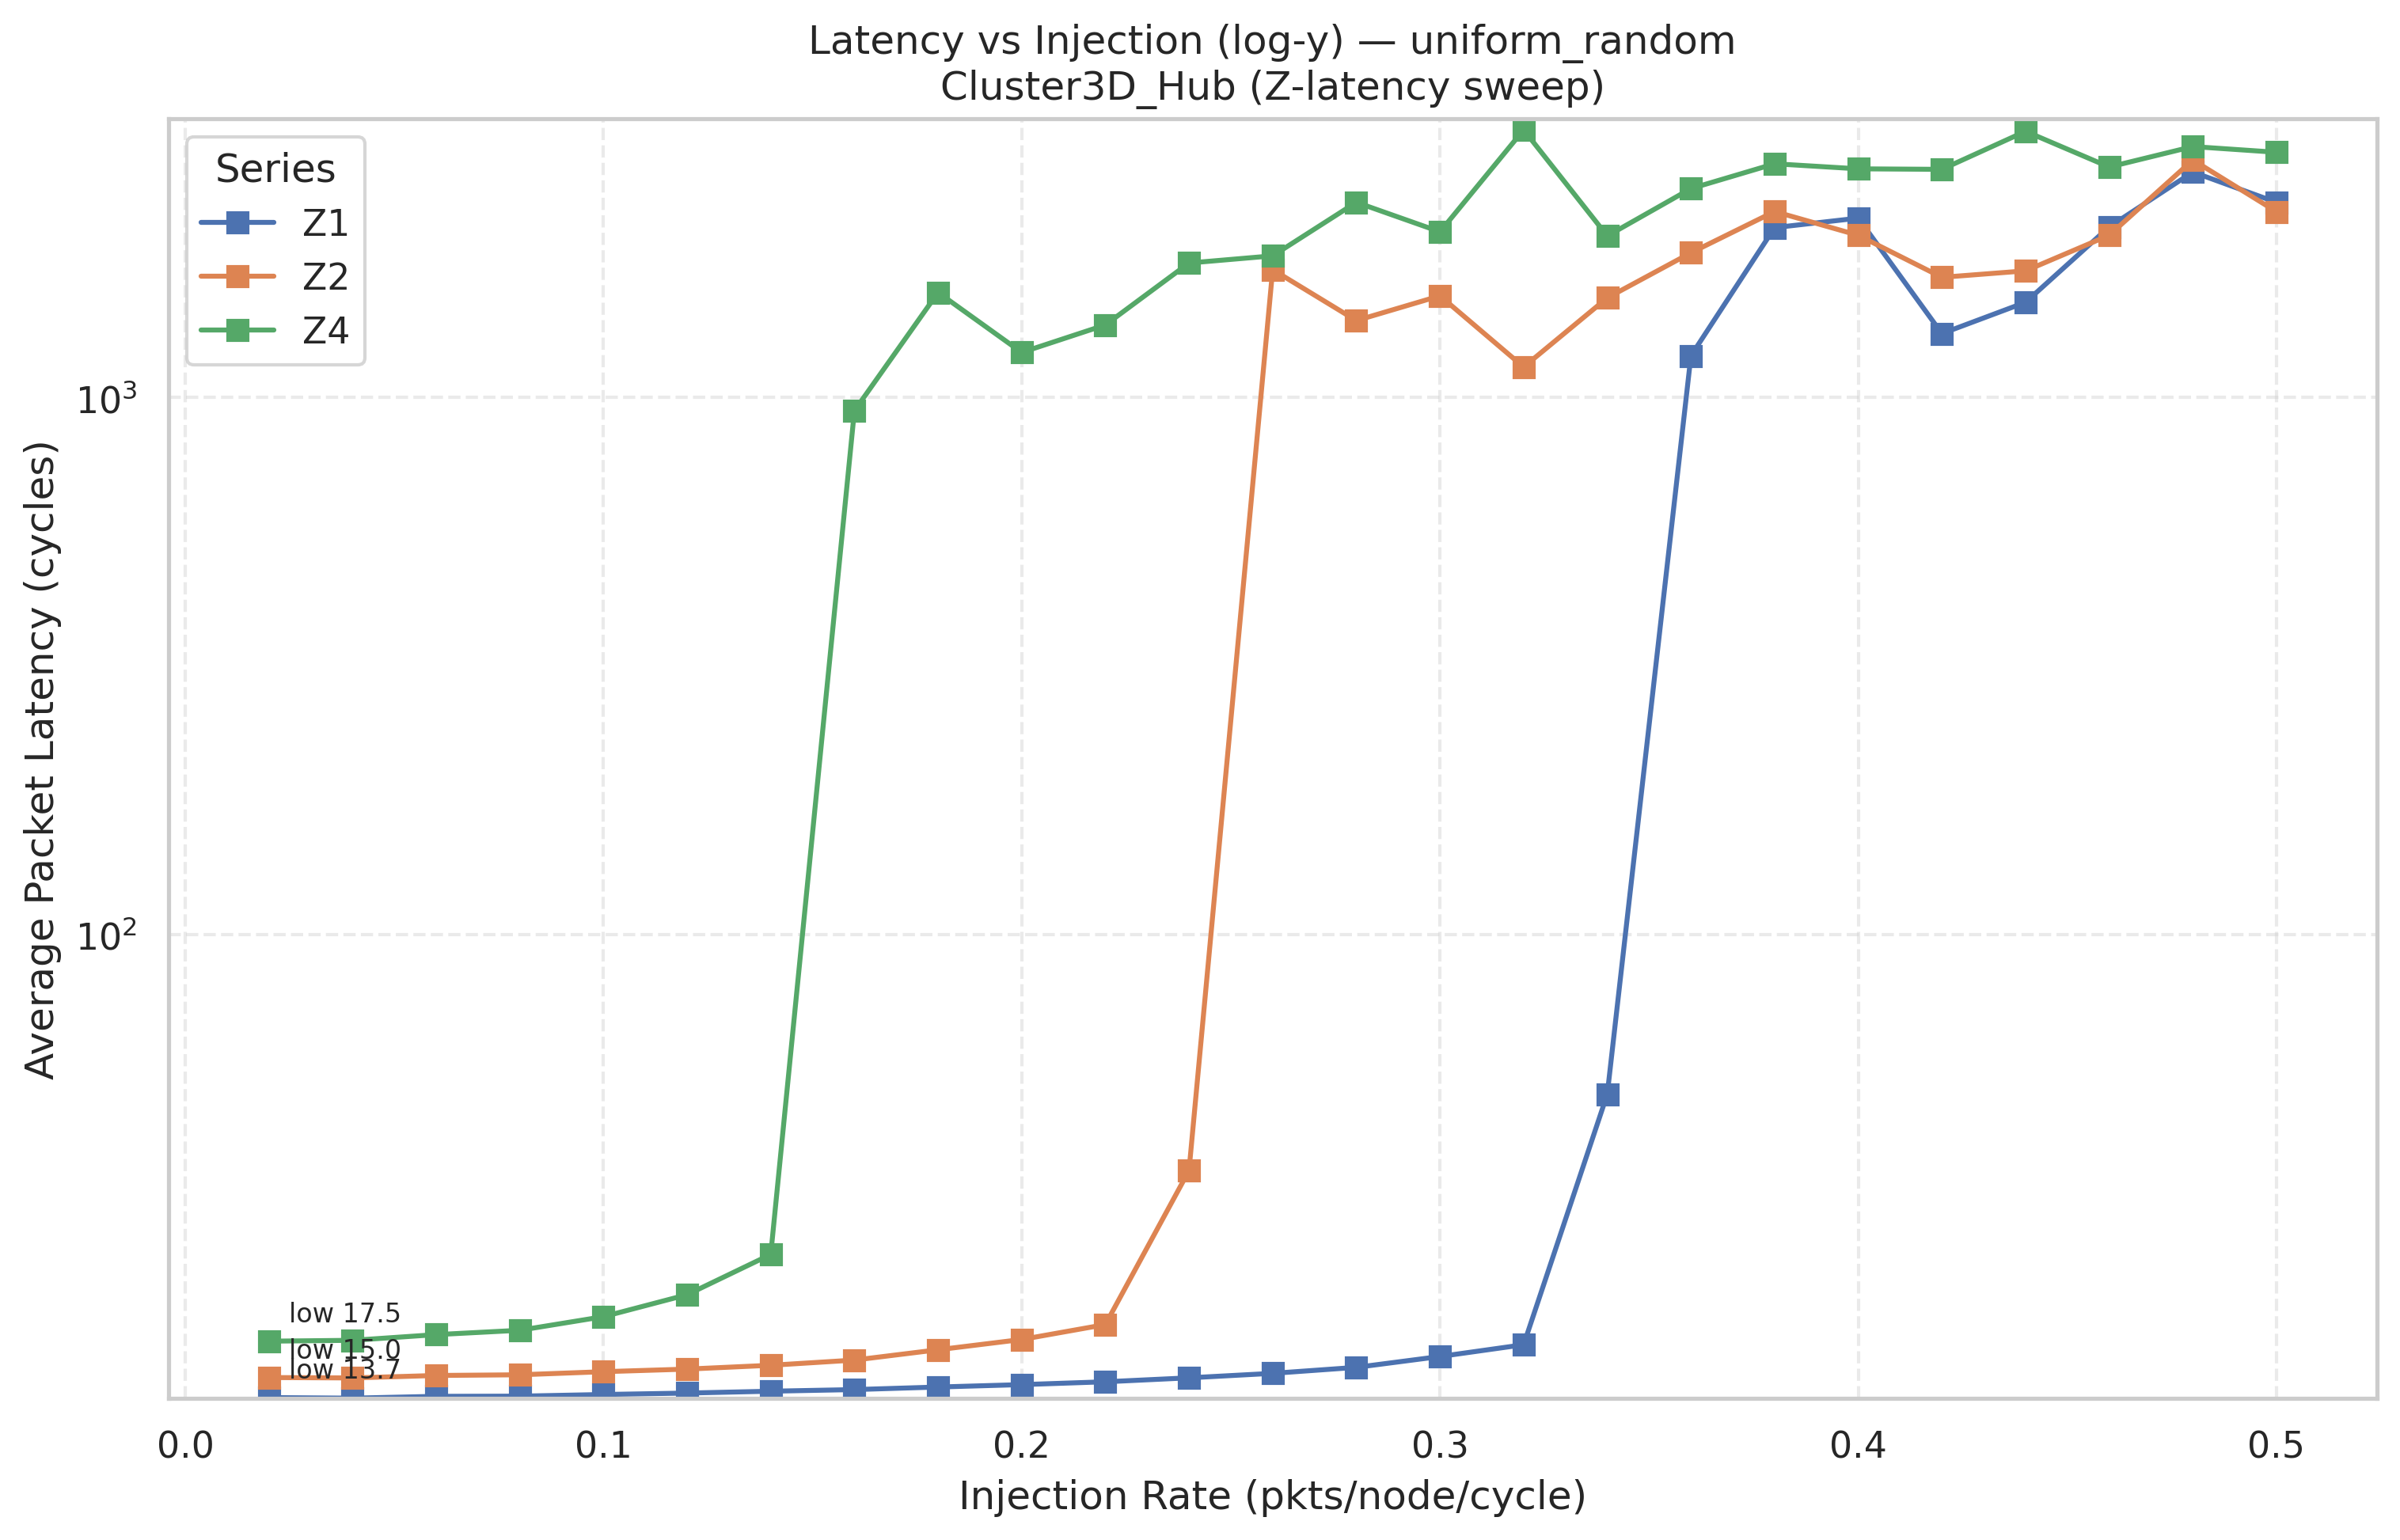 Latency vs Injection (log-y) — uniform_random
Cluster3D_Hub (Z-latency sweep)
Series
Z1
Z2
Z4
Average Packet Latency (cycles)
10³
10²
low 17.5
low 15.0
low 13.7
0.0 0.1 0.2 0.3 0.4 0.5
Injection Rate (pkts/node/cycle)